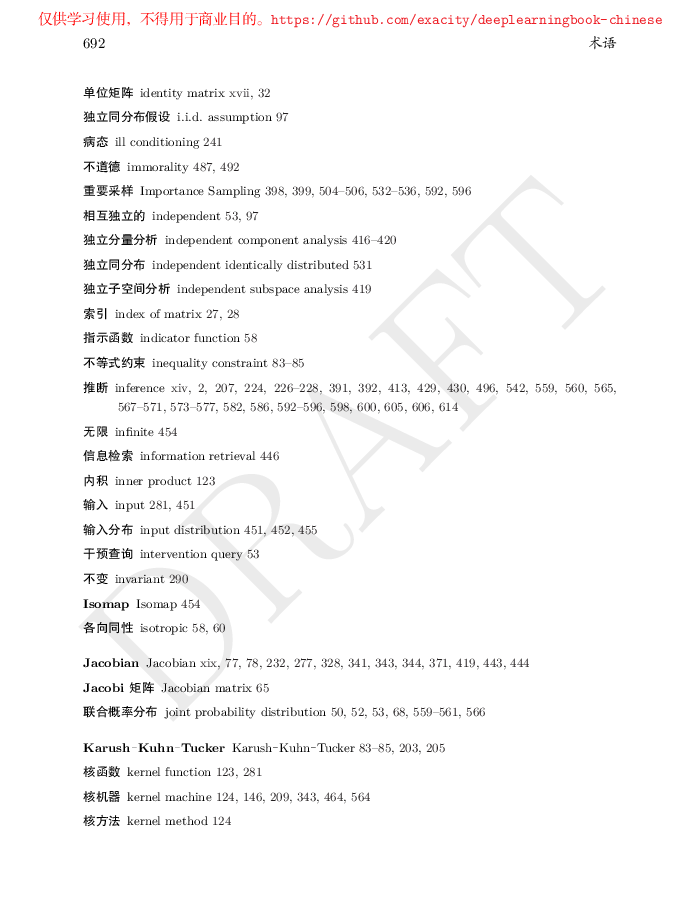 仅供学习使用，不得用于商业目的。https://github.com/exacity/deeplearningbook-chinese
692 术语
单位矩阵 identity matrix xvii, 32
独立同分布假设 i.i.d. assumption 97
病态 ill conditioning 241
不道德 immorality 487, 492
重要采样 Importance Sampling 398, 399, 504–506, 532–536, 592, 596
相互独立的 independent 53, 97
独立分量分析 independent component analysis 416–420
独立同分布 independent identically distributed 531
独立子空间分析 independent subspace analysis 419
索引 index of matrix 27, 28
指示函数 indicator function 58
不等式约束 inequality constraint 83–85
推断 inference xiv, 2, 207, 224, 226–228, 391, 392, 413, 429, 430, 496, 542, 559, 560, 565,
567–571, 573–577, 582, 586, 592–596, 598, 600, 605, 606, 614
无限 infinite 454
信息检索 information retrieval 446
内积 inner product 123
输入 input 281, 451
输入分布 input distribution 451, 452, 455
干预查询 intervention query 53
不变 invariant 290
Isomap Isomap 454
各向同性 isotropic 58, 60
Jacobian Jacobian xix, 77, 78, 232, 277, 328, 341, 343, 344, 371, 419, 443, 444
Jacobi 矩阵 Jacobian matrix 65
联合概率分布 joint probability distribution 50, 52, 53, 68, 559–561, 566
Karush–Kuhn–Tucker Karush–Kuhn–Tucker 83–85, 203, 205
核函数 kernel function 123, 281
核机器 kernel machine 124, 146, 209, 343, 464, 564
核方法 kernel method 124
DRAFT